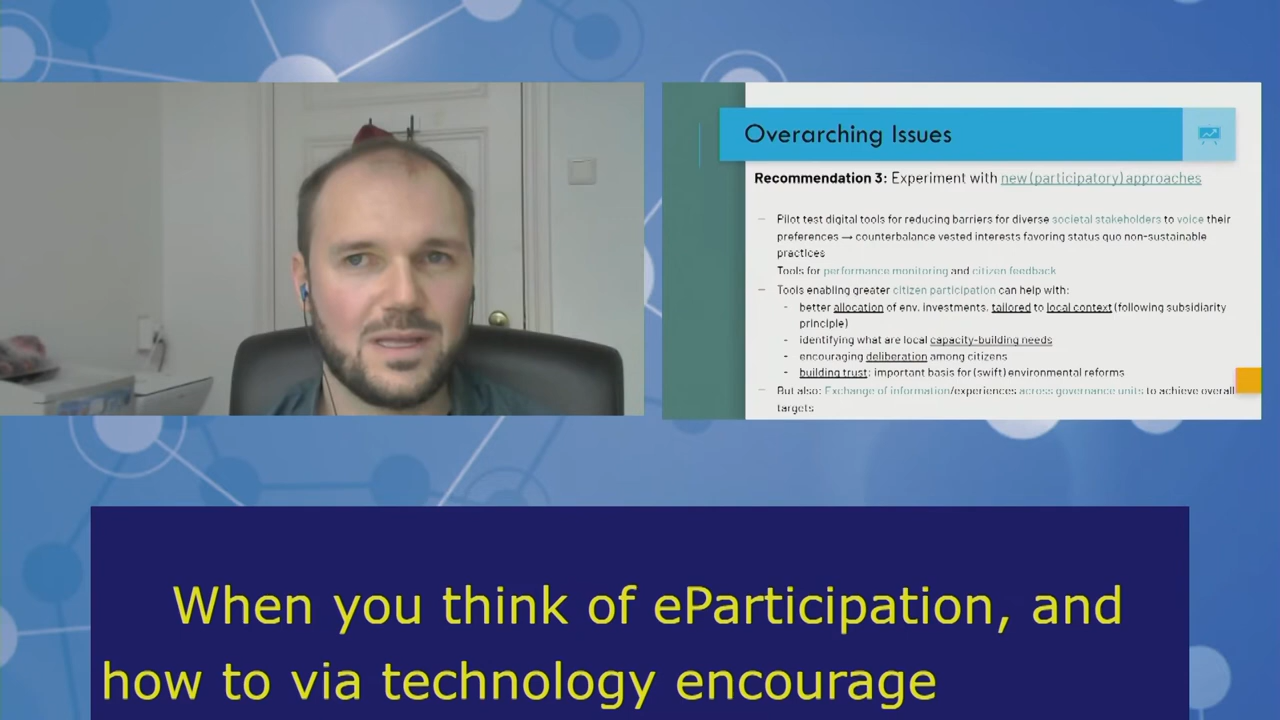 Overarching Issues
Recommendation 3: Experiment with new (participatory) approaches
– Pilot test digital tools for reducing barriers for diverse societal stakeholders to voice their
preferences → counterbalance vested interests favoring status quo non-sustainable
practices
Tools for performance monitoring and citizen feedback
– Tools enabling greater citizen participation can help with:
- better allocation of env. investments, tailored to local context (following subsidiarity
principle)
- identifying what are local capacity-building needs
- encouraging deliberation among citizens
- building trust: important basis for (swift) environmental reforms
– But also: Exchange of information/experiences across governance units to achieve overall
targets
When you think of eParticipation, and
how to via technology encourage